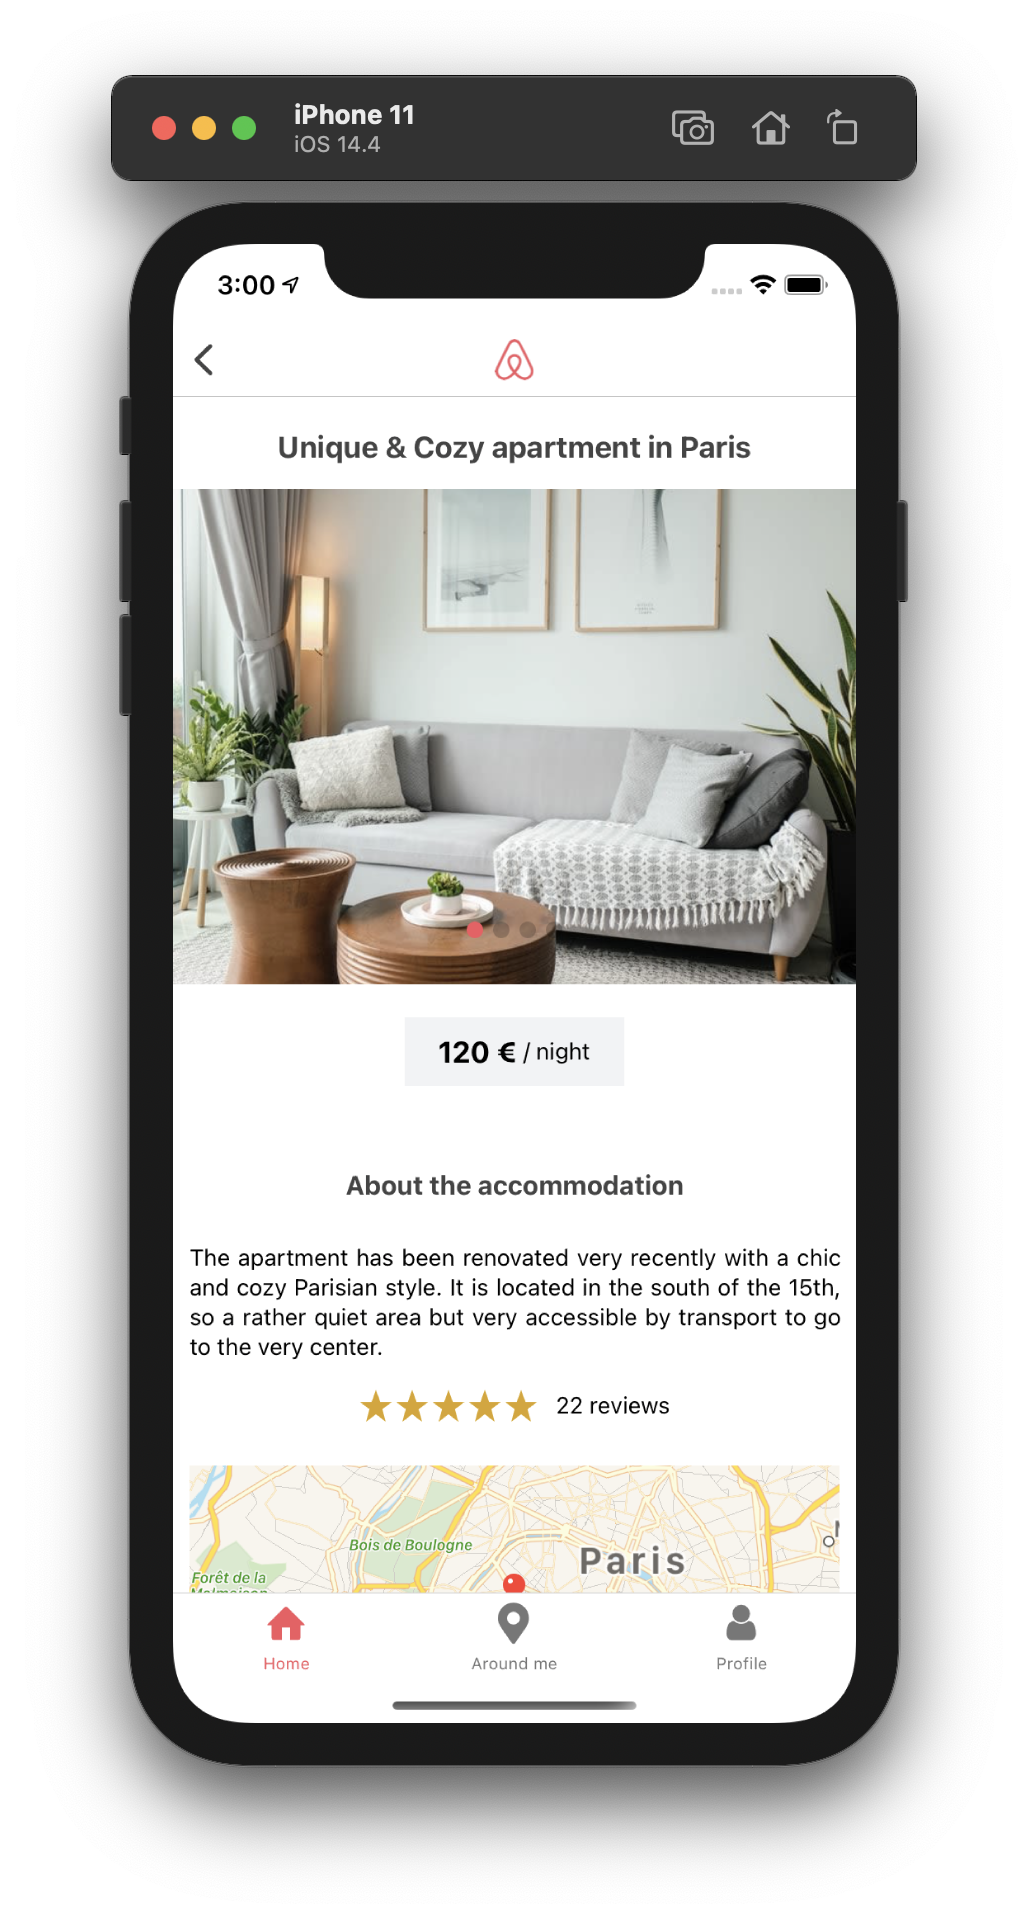 iPhone 11
iOS 14.4
3:00
Unique & Cozy apartment in Paris
120 € / night
About the accommodation
The apartment has been renovated very recently with a chic
and cozy Parisian style. It is located in the south of the 15th,
so a rather quiet area but very accessible by transport to go
to the very center.
22 reviews
Bois de Boulogne
Paris
Forêt de la
Malmaison
Home
Around me
Profile